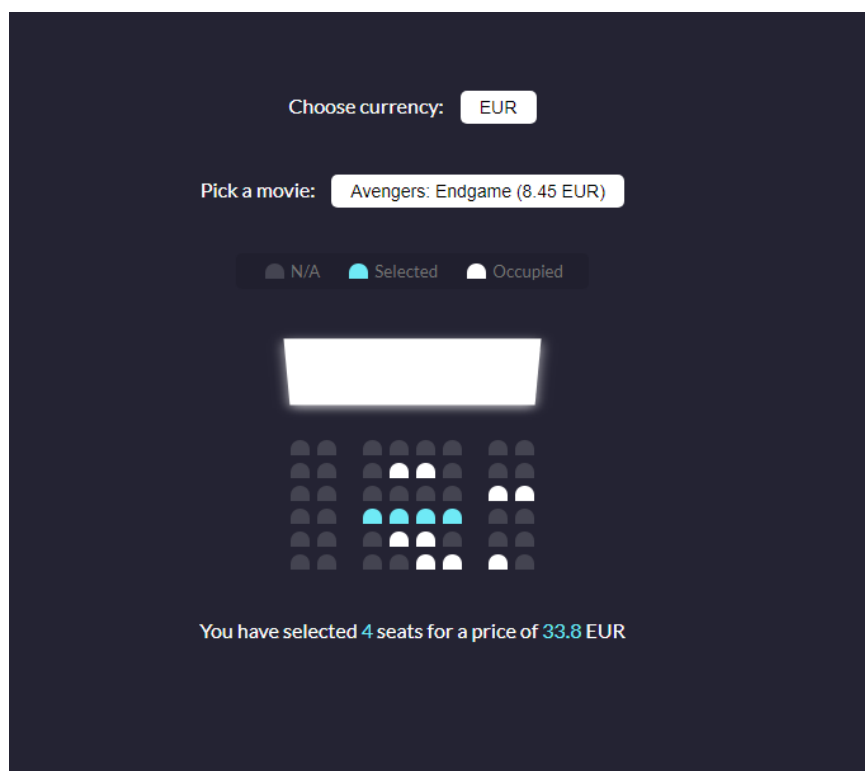 Choose currency: EUR
Pick a movie: Avengers: Endgame (8.45 EUR)
N/A Selected Occupied
You have selected 4 seats for a price of 33.8 EUR